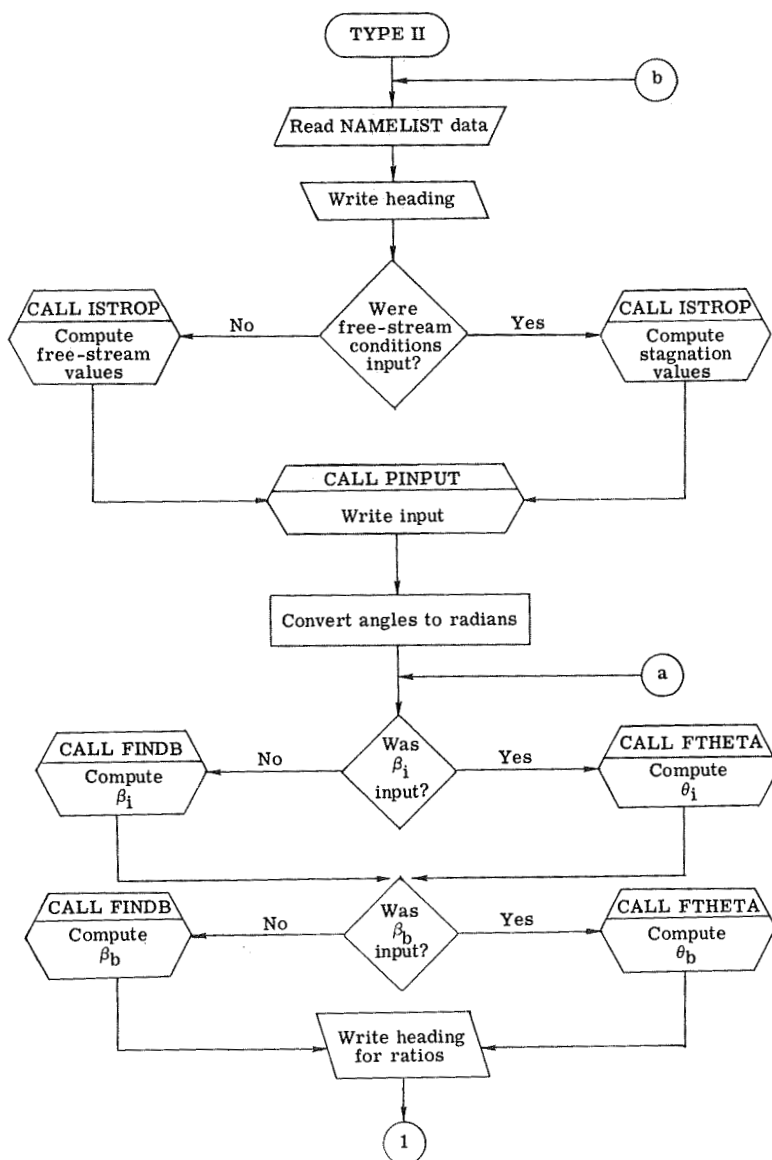 TYPE II
b
Read NAMELIST data
Write heading
CALL ISTROP
Compute
free-stream
values
No
Were
free-stream
conditions
input?
Yes
CALL ISTROP
Compute
stagnation
values
CALL PINPUT
Write input
Convert angles to radians
a
CALL FINDB
Compute
βi
No
Was
βi
input?
Yes
CALL FTHETA
Compute
θi
CALL FINDB
Compute
βb
No
Was
βb
input?
Yes
CALL FTHETA
Compute
θb
Write heading
for ratios
1